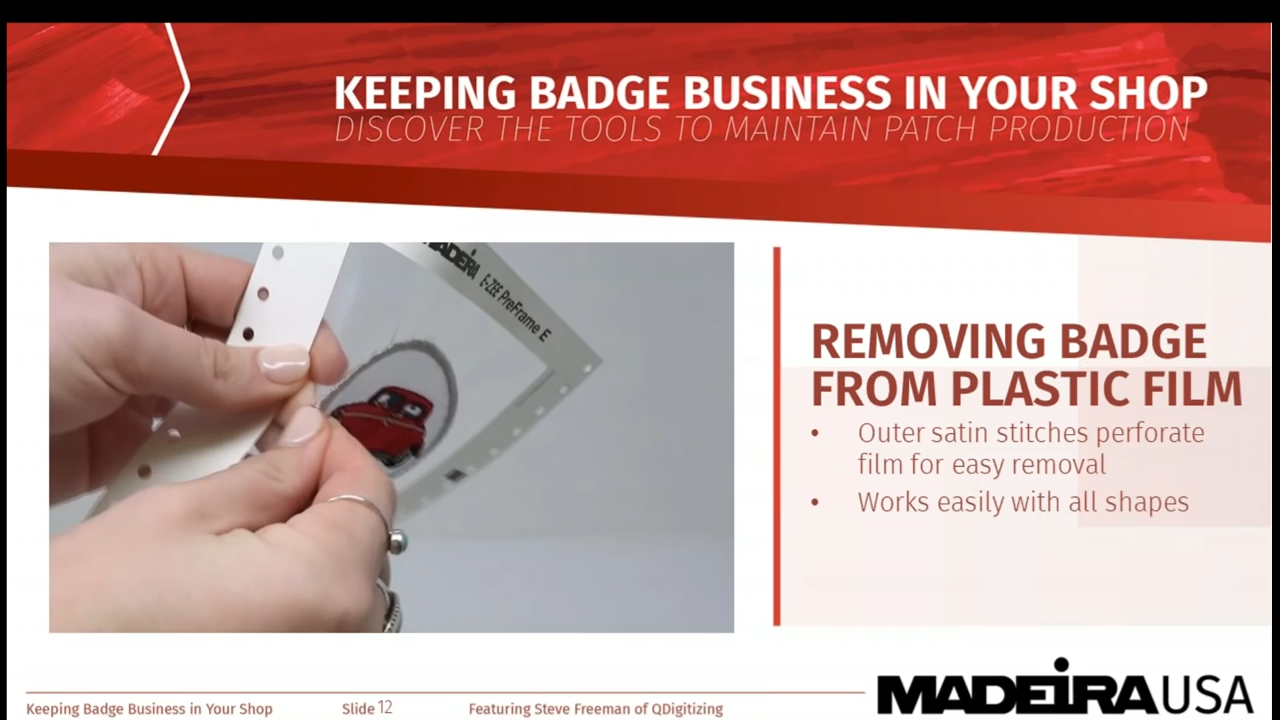 KEEPING BADGE BUSINESS IN YOUR SHOP
DISCOVER THE TOOLS TO MAINTAIN PATCH PRODUCTION
MADEIRA E-ZEE PreFrame E
REMOVING BADGE
FROM PLASTIC FILM
• Outer satin stitches perforate
film for easy removal
• Works easily with all shapes
Keeping Badge Business in Your Shop
Slide 12
Featuring Steve Freeman of QDigitizing
MADEIRA USA